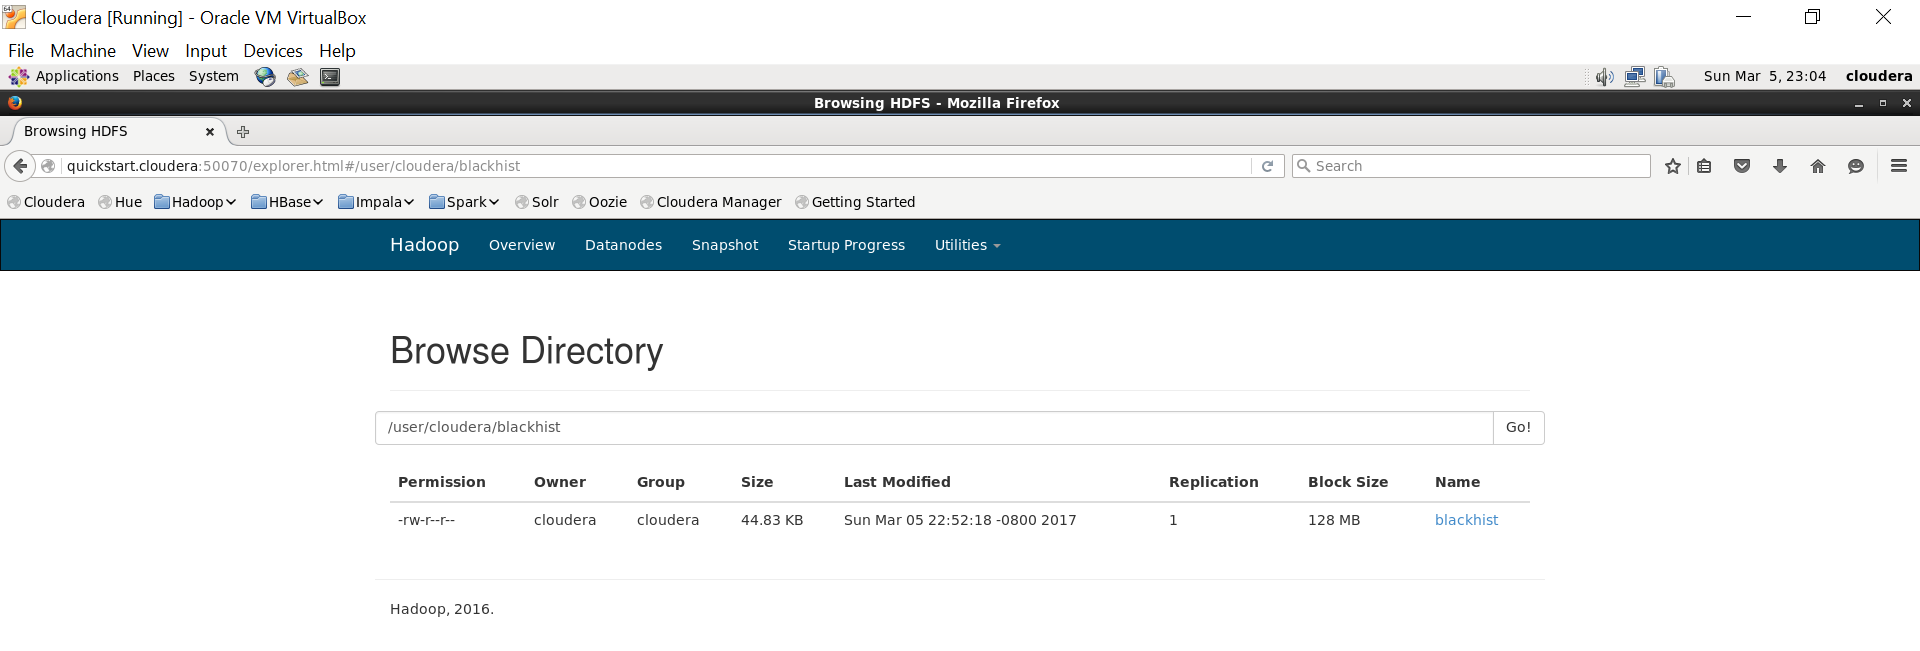 Cloudera [Running] - Oracle VM VirtualBox
File Machine View Input Devices Help
Applications Places System Sun Mar 5, 23:04 cloudera
Browsing HDFS - Mozilla Firefox
Browsing HDFS
quickstart.cloudera:50070/explorer.html#/user/cloudera/blackhist Search
Cloudera Hue Hadoop HBase Impala Spark Solr Oozie Cloudera Manager Getting Started
Hadoop Overview Datanodes Snapshot Startup Progress Utilities
Browse Directory
/user/cloudera/blackhist Go!
Permission Owner Group Size Last Modified Replication Block Size Name
-rw-r--r-- cloudera cloudera 44.83 KB Sun Mar 05 22:52:18 -0800 2017 1 128 MB blackhist
Hadoop, 2016.